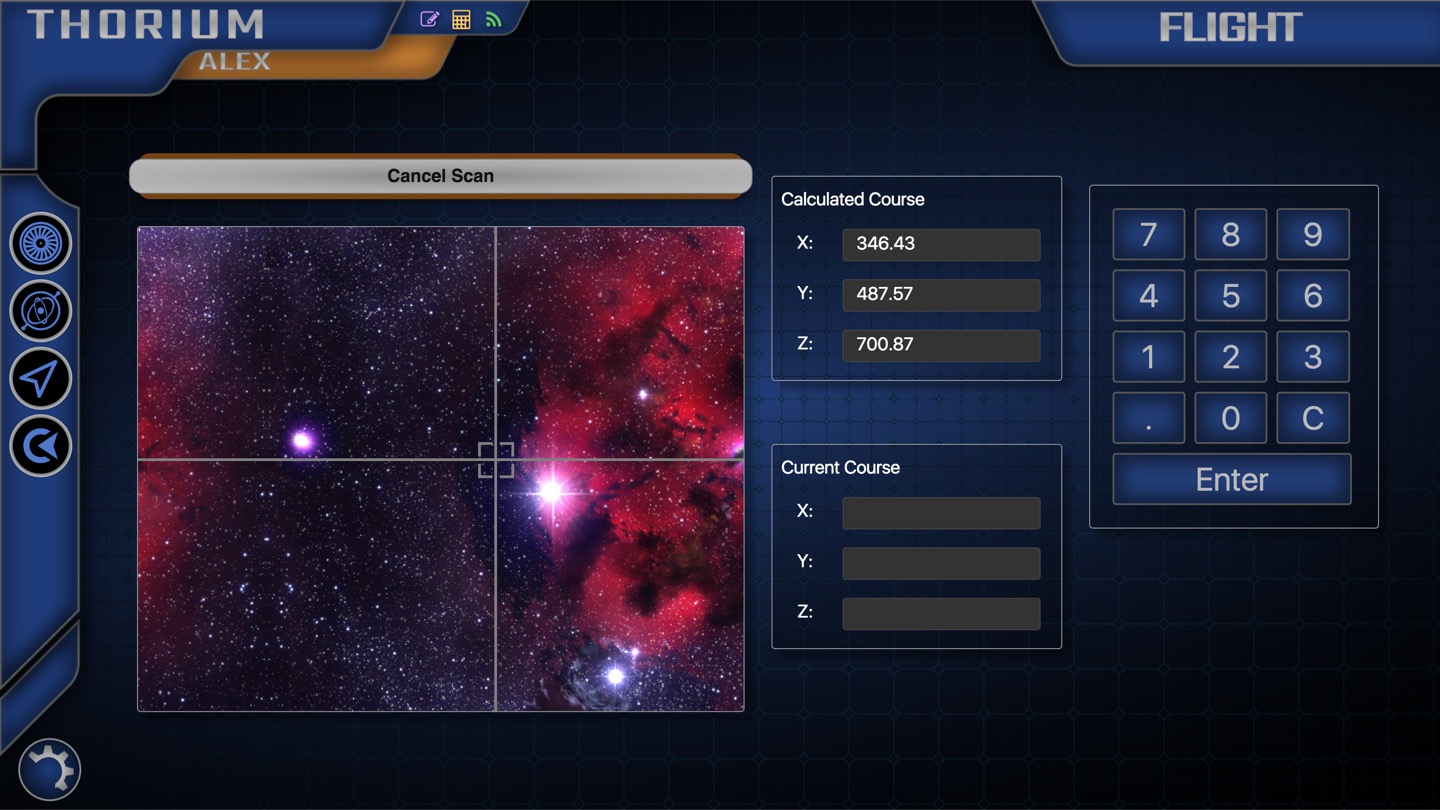 THORIUM
ALEX
FLIGHT
Cancel Scan
Calculated Course
X: 346.43
Y: 487.57
Z: 700.87
Current Course
X:
Y:
Z:
7 8 9
4 5 6
1 2 3
. 0 C
Enter